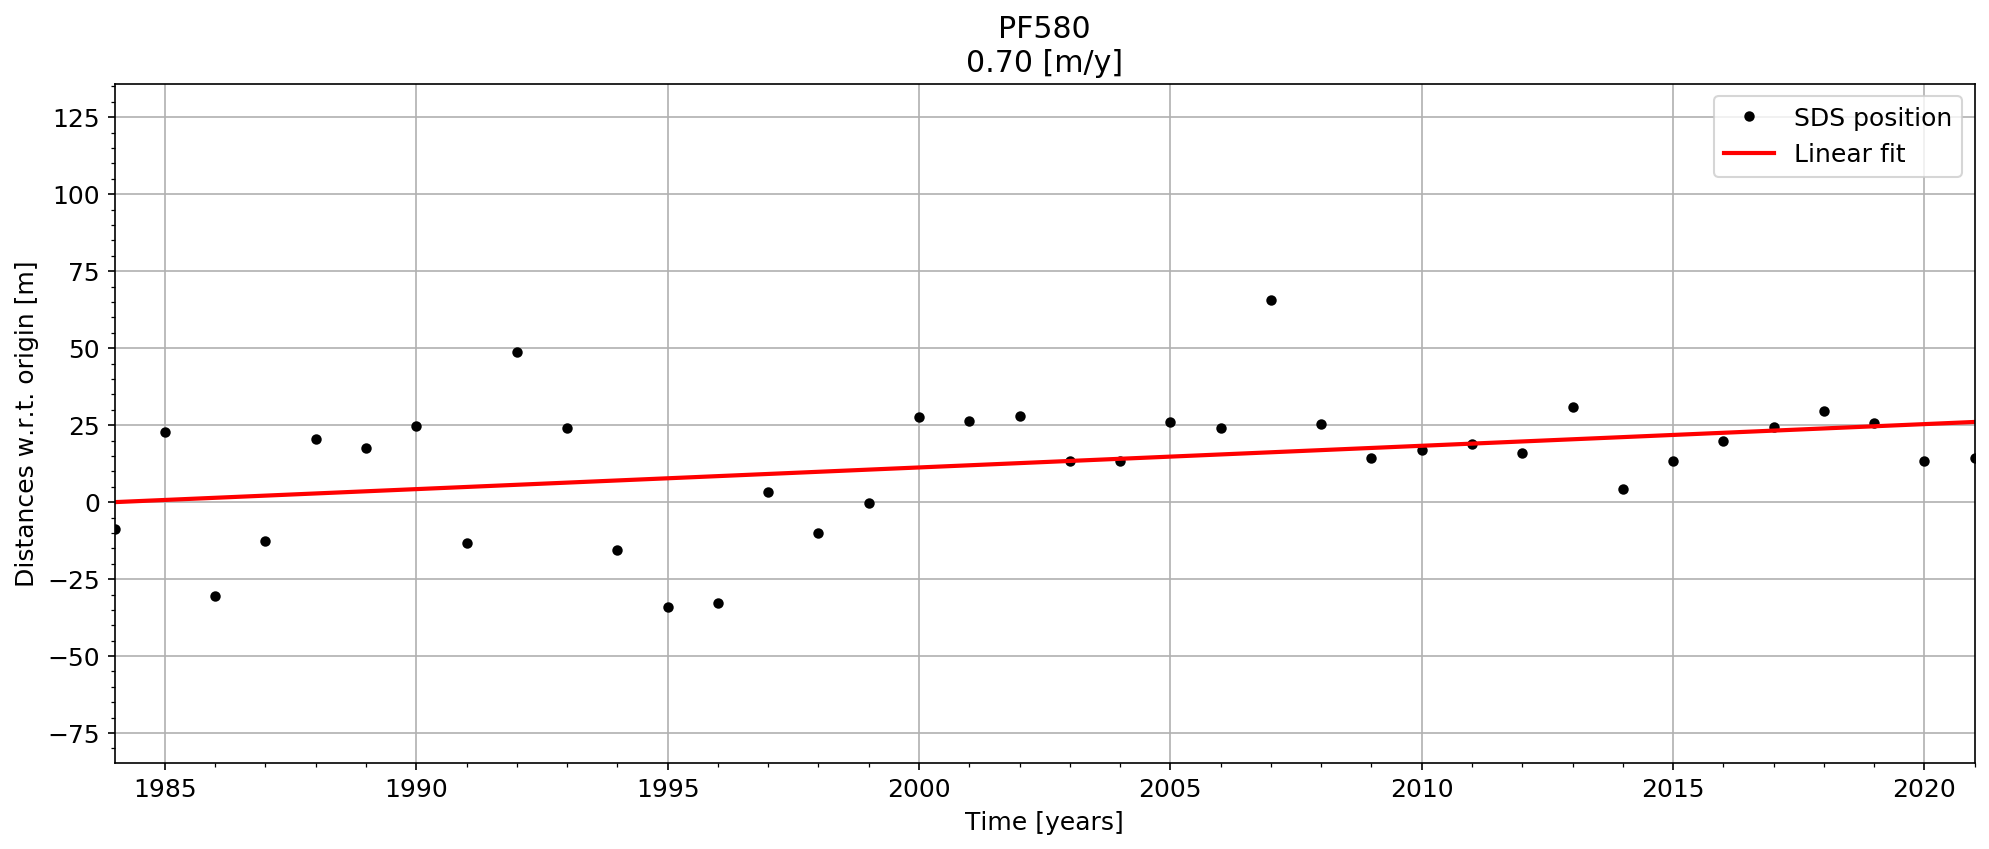 PF580
0.70 [m/y]
SDS position
Linear fit
Distances w.r.t. origin [m]
125
100
75
50
25
0
−25
−50
−75
1985 1990 1995 2000 2005 2010 2015 2020
Time [years]